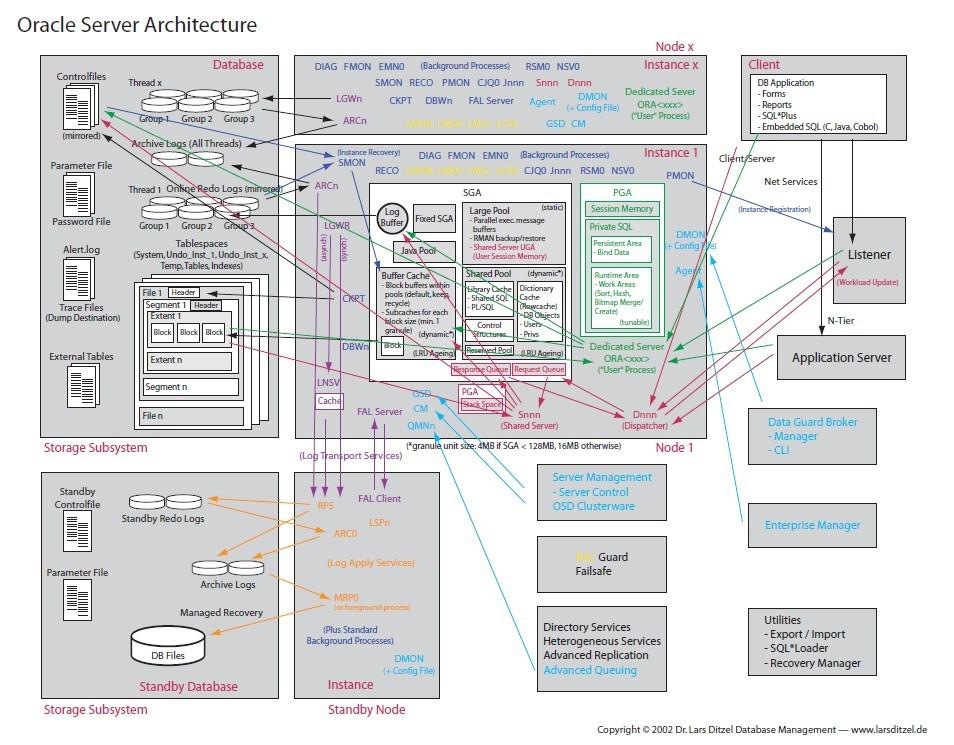 Oracle Server Architecture
Node x
Database
Controlfiles
(mirrored)
Thread x
Group 1 Group 2 Group 3
Archive Logs (All Threads)
Parameter File
Password File
Thread 1 Online Redo Logs (mirrored)
Group 1 Group 2 Group 3
Alert.log
Trace Files
(Dump Destination)
Tablespaces
(System, Undo_Inst_1, Undo_Inst_x,
Temp, Tables, Indexes)
File 1 Header
Segment 1 Header
Extent 1
Block Block Block
Extent n
Segment n
File n
External Tables
Storage Subsystem
DIAG FMON EMN0 (Background Processes) RSM0 NSV0
Instance x
SMON RECO PMON CJQ0 Jnnn Snnn Dnnn
LGWn
CKPT DBWn FAL Server Agent
DMON
(+ Config File)
Dedicated Sever
ORA<xxx>
("User" Process)
ARCn
GSD CM
Client
DB Application
- Forms
- Reports
- SQL*Plus
- Embedded SQL (C, Java, Cobol)
Client/Server
Net Services
(Instance Recovery)
SMON
DIAG FMON EMN0 (Background Processes)
Instance 1
RECO
CJQ0 Jnnn RSM0 NSV0
PMON
(Instance Registration)
ARCn
LGWR
(asynch)
(synch)
SGA
Log
Buffer
Fixed SGA
Java Pool
Large Pool (static)
- Parallel exec. message
buffers
- RMAN backup/restore
- Shared Server UGA
(User Session Memory)
Buffer Cache
- Block buffers within
pools (default, keep,
recycle)
- Subcaches for each
block size (min. 1
granule)
(dynamic*)
Block
(LRU Ageing)
Shared Pool (dynamic*)
Library Cache
- Shared SQL
- PL/SQL
Control
Structures
Reserved Pool
Dictionary
Cache
(Rowcache)
- DB Objects
- Users
- Privs
(LRU Ageing)
Response Queue Request Queue
PGA
Session Memory
Private SQL
Persistent Area
- Bind Data
Runtime Area
- Work Areas
(Sort, Hash,
Bitmap Merge/
Create)
(tunable)
Dedicated Server
ORA<xxx>
("User" Process)
DMON
(+ Config File)
Agent
CKPT
DBWn
LNSV
Cache
FAL Server
GSD
CM
QMNn
PGA
Stack Space
Snnn
(Shared Server)
Dnnn
(Dispatcher)
(*granule unit size: 4MB if SGA < 128MB, 16MB otherwise)
Node 1
Listener
(Workload Update)
N-Tier
Application Server
Data Guard Broker
- Manager
- CLI
Enterprise Manager
Utilities
- Export / Import
- SQL*Loader
- Recovery Manager
Server Management
- Server Control
OSD Clusterware
Guard
Failsafe
Directory Services
Heterogeneous Services
Advanced Replication
Advanced Queuing
(Log Transport Services)
Standby
Controlfile
Standby Redo Logs
Parameter File
Archive Logs
Managed Recovery
DB Files
Standby Database
Storage Subsystem
FAL Client
RFS
LSPn
ARC0
(Log Apply Services)
MRP0
(or foreground process)
(Plus Standard
Background Processes)
DMON
(+ Config File)
Instance
Standby Node
Copyright © 2002 Dr. Lars Ditzel Database Management — www.larsditzel.de